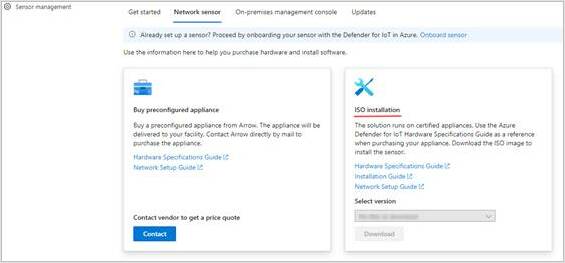 Sensor management
Get started
Network sensor
On-premises management console
Updates
Already set up a sensor? Proceed by onboarding your sensor with the Defender for IoT in Azure. Onboard sensor
Use the information here to help you purchase hardware and install software.
Buy preconfigured appliance
Buy a preconfigured appliance from Arrow. The appliance will be
delivered to your facility. Contact Arrow directly by mail to
purchase the appliance.
Hardware Specifications Guide
Network Setup Guide
Contact vendor to get a price quote
Contact
ISO installation
The solution runs on certified appliances. Use the Azure
Defender for IoT Hardware Specifications Guide as a reference
when purchasing your appliance. Download the ISO image to
install the sensor.
Hardware Specifications Guide
Installation Guide
Network Setup Guide
Select version
Download